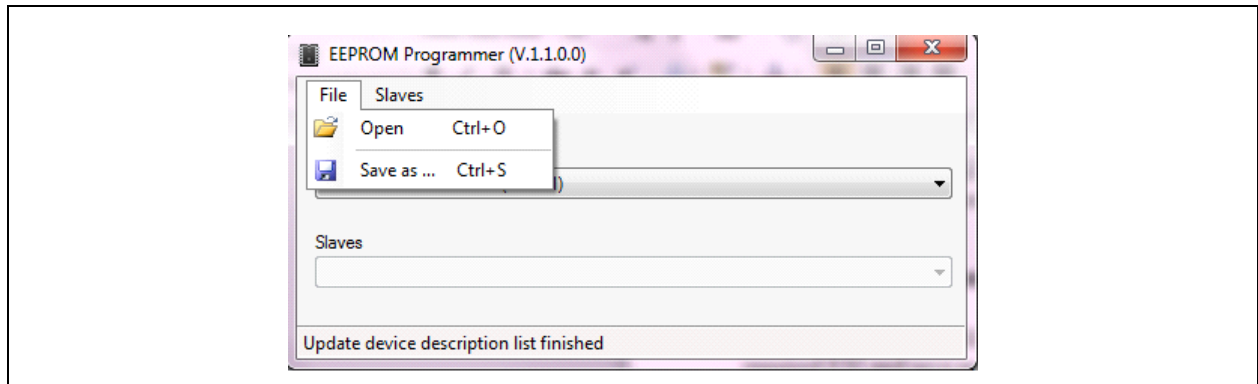 EEPROM Programmer (V.1.1.0.0)
File Slaves
Open Ctrl+O
Save as ... Ctrl+S
Slaves
Update device description list finished